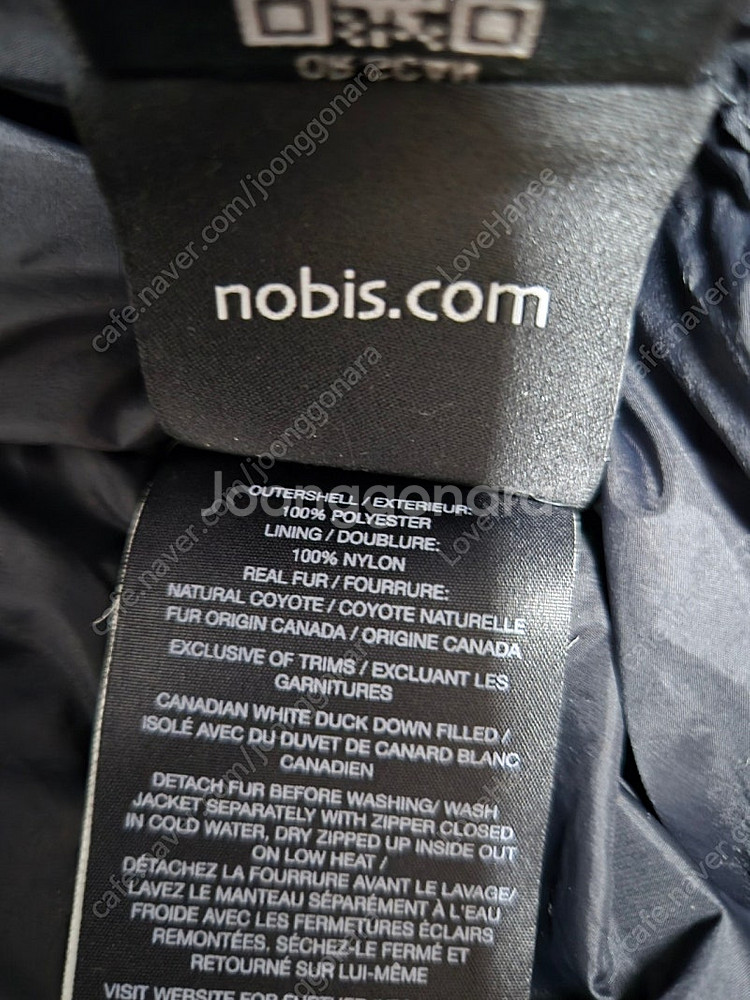 QR SCAN
nobis.com
OUTERSHELL / EXTERIEUR:
100% POLYESTER
LINING / DOUBLURE:
100% NYLON
REAL FUR / FOURRURE:
NATURAL COYOTE / COYOTE NATURELLE
FUR ORIGIN CANADA / ORIGINE CANADA
EXCLUSIVE OF TRIMS / EXCLUANT LES
GARNITURES
CANADIAN WHITE DUCK DOWN FILLED /
ISOLÉ AVEC DU DUVET DE CANARD BLANC
CANADIEN
DETACH FUR BEFORE WASHING/ WASH
JACKET SEPARATELY WITH ZIPPER CLOSED
IN COLD WATER, DRY ZIPPED UP INSIDE OUT
ON LOW HEAT /
DÉTACHEZ LA FOURRURE AVANT LE LAVAGE/
LAVEZ LE MANTEAU SÉPARÉMENT À L'EAU
FROIDE AVEC LES FERMETURES ÉCLAIRS
REMONTÉES, SÉCHEZ-LE FERMÉ ET
RETOURNÉ SUR LUI-MÊME
VISIT WEBSITE FOR FURTHER
Joonggonara
cafe.naver.com/joonggonara
LoveHanee